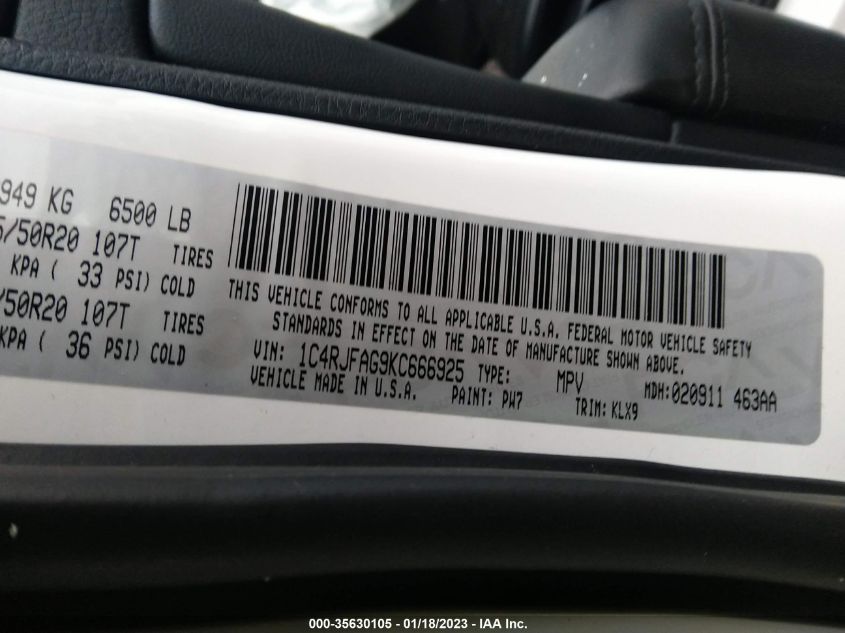 949 KG 6500 LB
5/50R20 107T TIRES
KPA ( 33 PSI) COLD
/50R20 107T TIRES
KPA ( 36 PSI) COLD
THIS VEHICLE CONFORMS TO ALL APPLICABLE U.S.A. FEDERAL MOTOR VEHICLE SAFETY
STANDARDS IN EFFECT ON THE DATE OF MANUFACTURE SHOWN ABOVE.
VIN: 1C4RJFAG9KC666925 TYPE: MPV MDH:020911 463AA
VEHICLE MADE IN U.S.A. PAINT: PW7 TRIM: KLX9
000-35630105 - 01/18/2023 - IAA Inc.